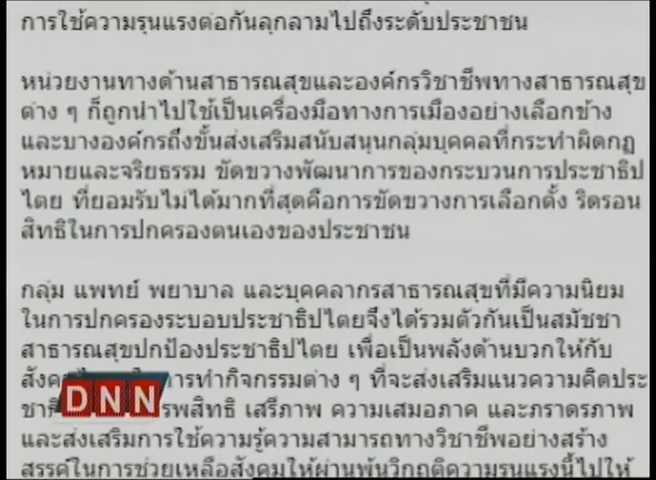 การใช้ความรุนแรงต่อกันลุกลามไปถึงระดับประชาชน
หน่วยงานทางด้านสาธารณสุขและองค์กรวิชาชีพทางสาธารณสุข
ต่าง ๆ ก็ถูกนำไปใช้เป็นเครื่องมือทางการเมืองอย่างเลือกข้าง
และบางองค์กรถึงขั้นส่งเสริมสนับสนุนกลุ่มบุคคลที่กระทำผิดกฏ
หมายและจริยธรรม ขัดขวางพัฒนาการของกระบวนการประชาธิป
ไตย ที่ยอมรับไม่ได้มากที่สุดคือการขัดขวางการเลือกตั้ง ริดรอน
สิทธิในการปกครองตนเองของประชาชน
กลุ่ม แพทย์ พยาบาล และบุคคลากรสาธารณสุขที่มีความนิยม
ในการปกครองระบอบประชาธิปไตยจึงได้รวมตัวกันเป็นสมัชชา
สาธารณสุขปกป้องประชาธิปไตย เพื่อเป็นพลังด้านบวกให้กับ
การทำกิจกรรมต่าง ๆ ที่จะส่งเสริมแนวความคิดประ
DNN รพสิทธิ เสรีภาพ ความเสมอภาค และภราดรภาพ
และส่งเสริมการใช้ความรู้ความสามารถทางวิชาชีพอย่างสร้าง
สรรค์ในการช่วยเหลือสังคมให้ผ่านพ้นวิกฤติความรุนแรงนี้ไปให้